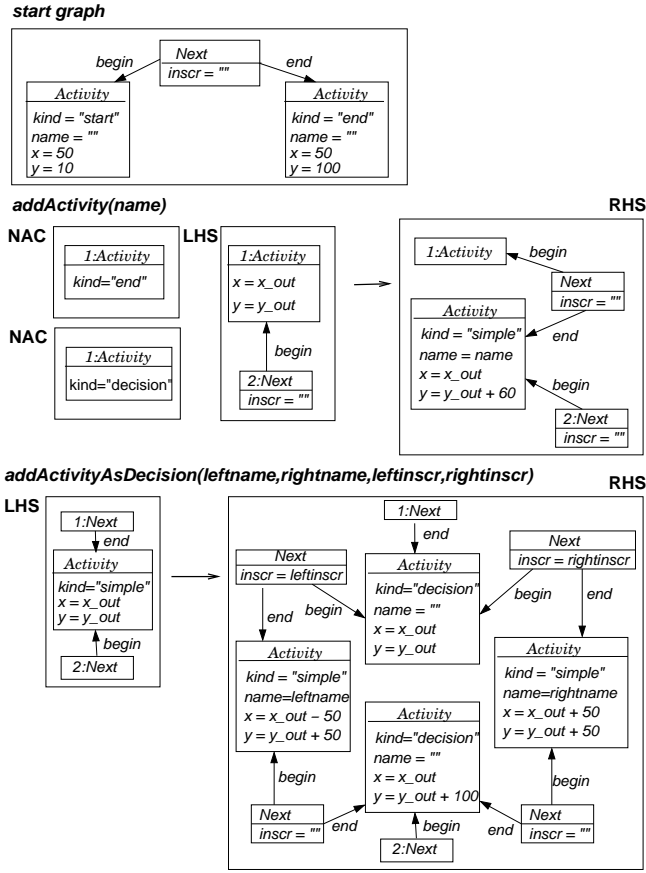 start graph
Next
inscr = ""
begin
end
Activity
kind = "start"
name = ""
x = 50
y = 10
Activity
kind = "end"
name = ""
x = 50
y = 100
addActivity(name)
RHS
NAC
1:Activity
kind="end"
NAC
1:Activity
kind="decision"
LHS
1:Activity
x = x_out
y = y_out
begin
2:Next
inscr = ""
1:Activity
begin
Next
inscr = ""
end
Activity
kind = "simple"
name = name
x = x_out
y = y_out + 60
begin
2:Next
inscr = ""
addActivityAsDecision(leftname,rightname,leftinscr,rightinscr)
RHS
LHS
1:Next
end
Activity
kind="simple"
x = x_out
y = y_out
begin
2:Next
1:Next
end
Next
inscr = leftinscr
end
begin
Activity
kind="decision"
name = ""
x = x_out
y = y_out
Next
inscr = rightinscr
begin
end
Activity
kind = "simple"
name=leftname
x = x_out − 50
y = y_out + 50
Activity
kind = "simple"
name=rightname
x = x_out + 50
y = y_out + 50
Activity
kind="decision"
name = ""
x = x_out
y = y_out + 100
begin
Next
inscr = ""
end
begin
2:Next
begin
end
Next
inscr = ""